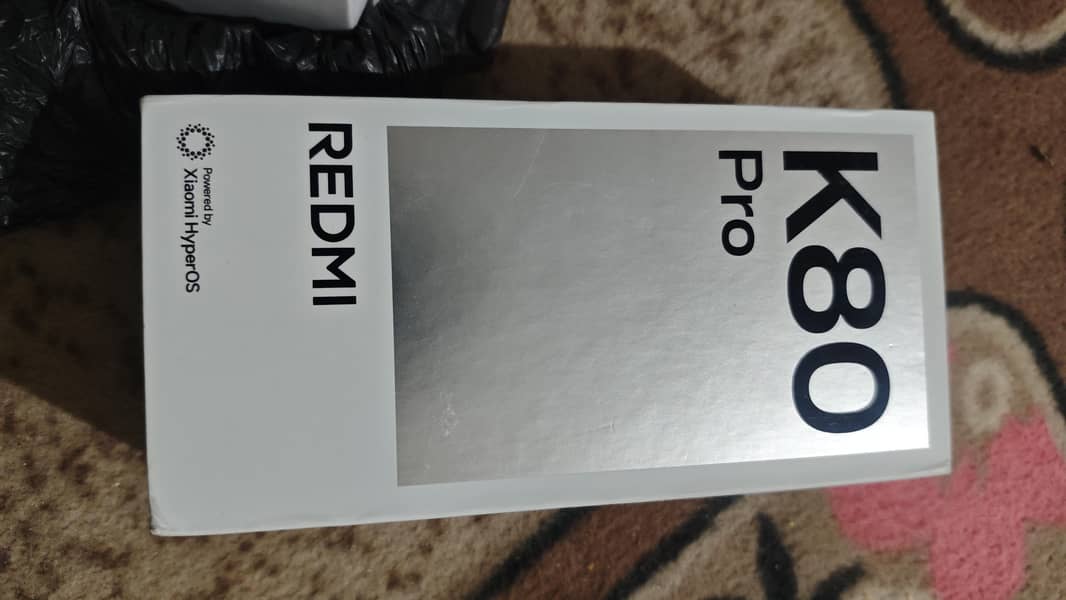 K80
Pro
REDMI
Powered by
Xiaomi HyperOS